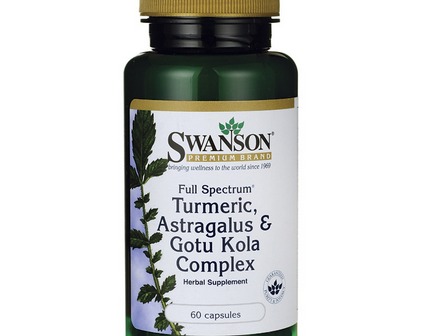 SWANSON
PREMIUM BRAND
bringing wellness to the world since 1969
Full Spectrum®
Turmeric,
Astragalus &
Gotu Kola
Complex
Herbal Supplement
60 capsules